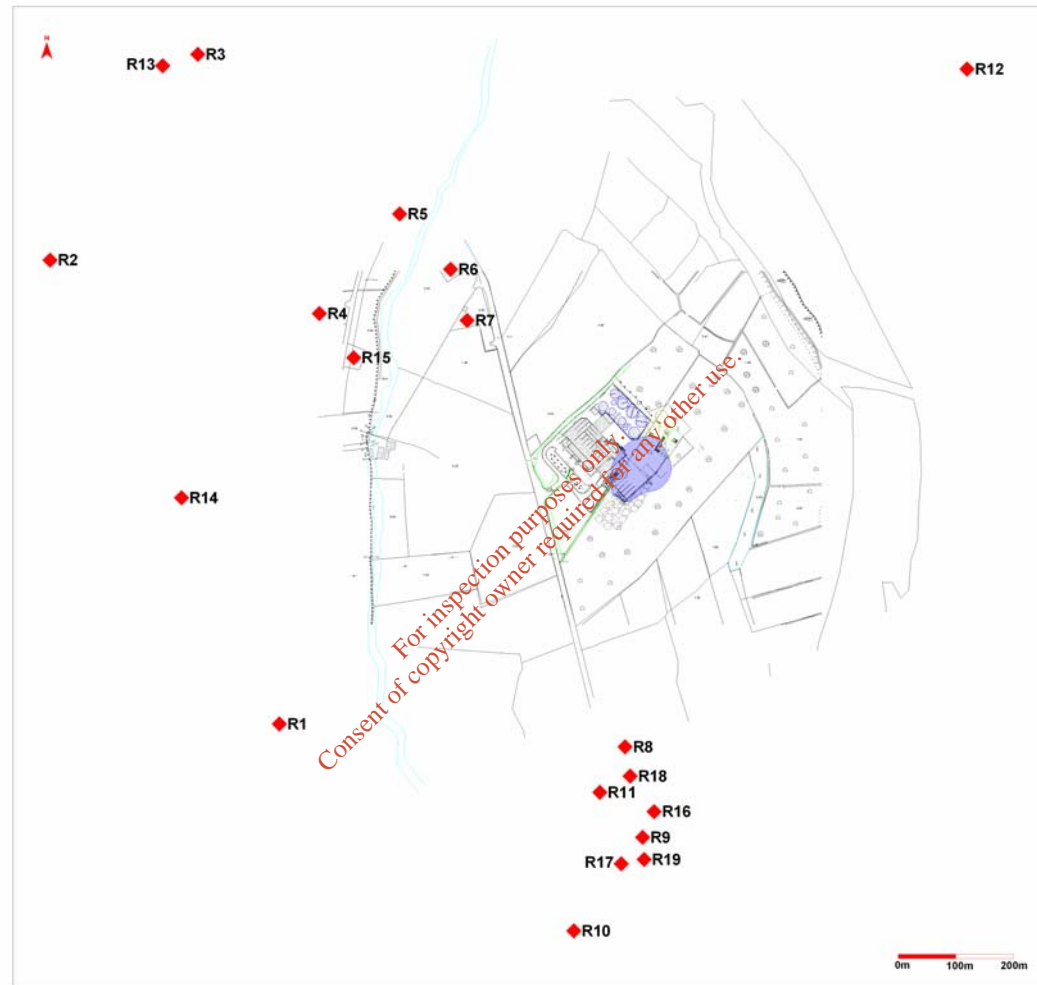 N
R3
R13
R12
R5
R2
R6
R4
R7
R15
R14
For inspection purposes only.
Consent of copyright owner required for any other use.
R1
R8
R18
R11
R16
R9
R17
R19
R10
0m 100m 200m